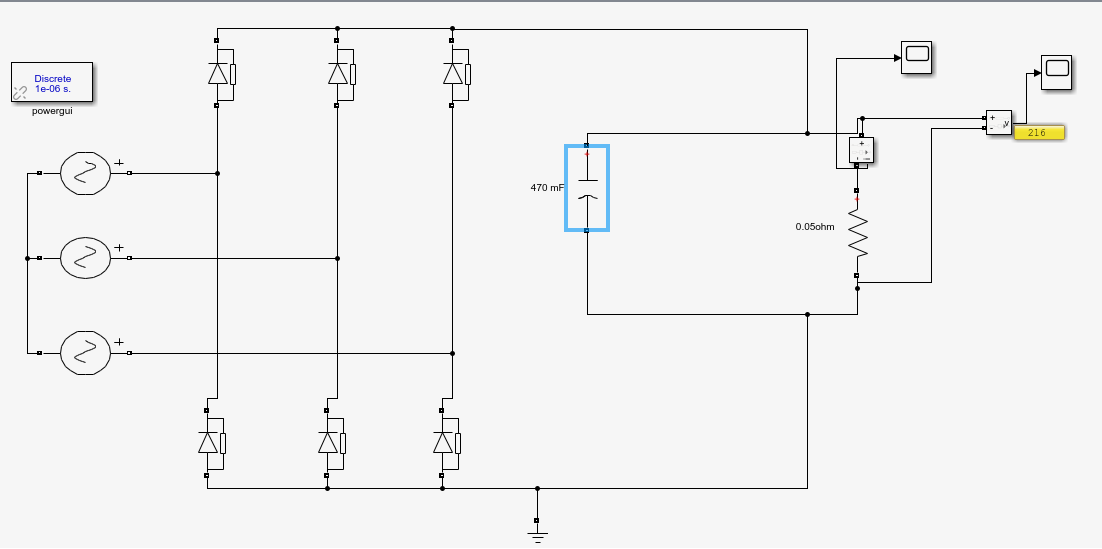 Discrete
1e-06 s.
powergui
470 mF
0.05ohm
+
-
v
216